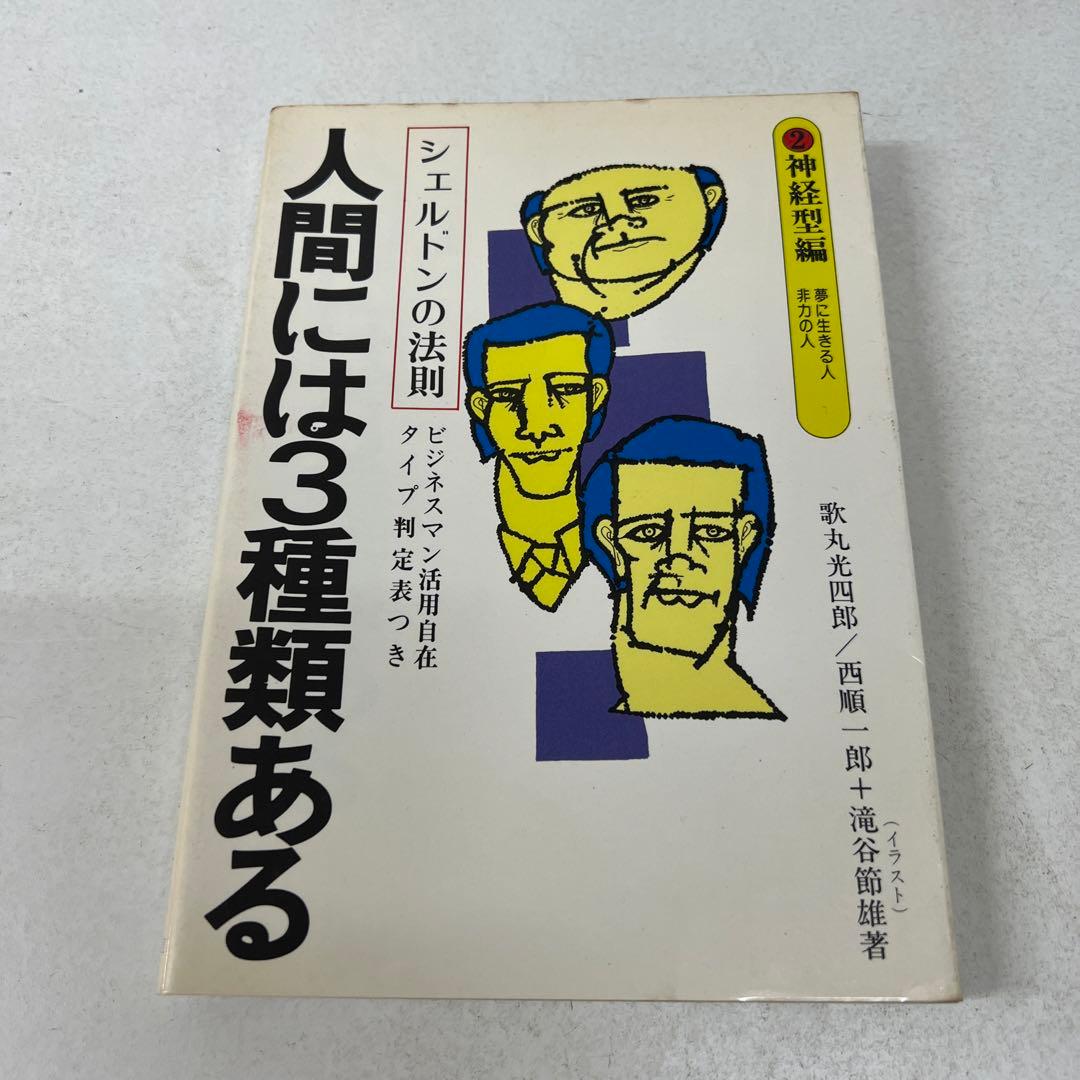 ❷神経型編
夢に生きる人
非力の人
人間には3種類ある
シェルドンの法則
ビジネスマン活用自在
タイプ判定表つき
歌丸光四郎/西順一郎+滝谷節雄著
(イラスト)